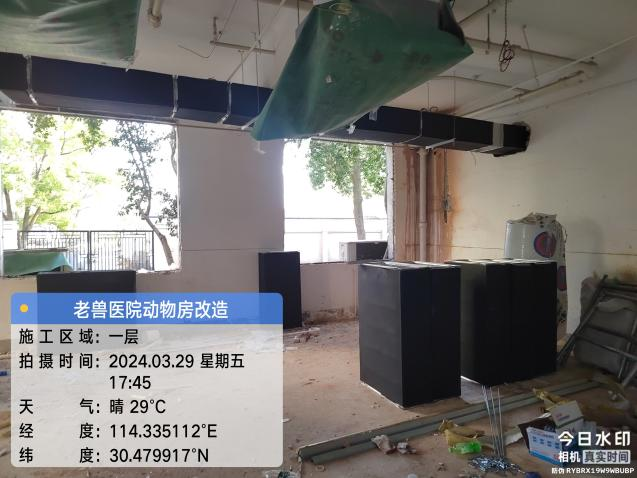 老兽医院动物房改造
施工区域: 一层
拍摄时间: 2024.03.29 星期五
17:45
天 气: 晴 29°C
经 度: 114.335112°E
纬 度: 30.479917°N
今日水印
相机 真实时间
防伪 RYBRX19W9WBUBP